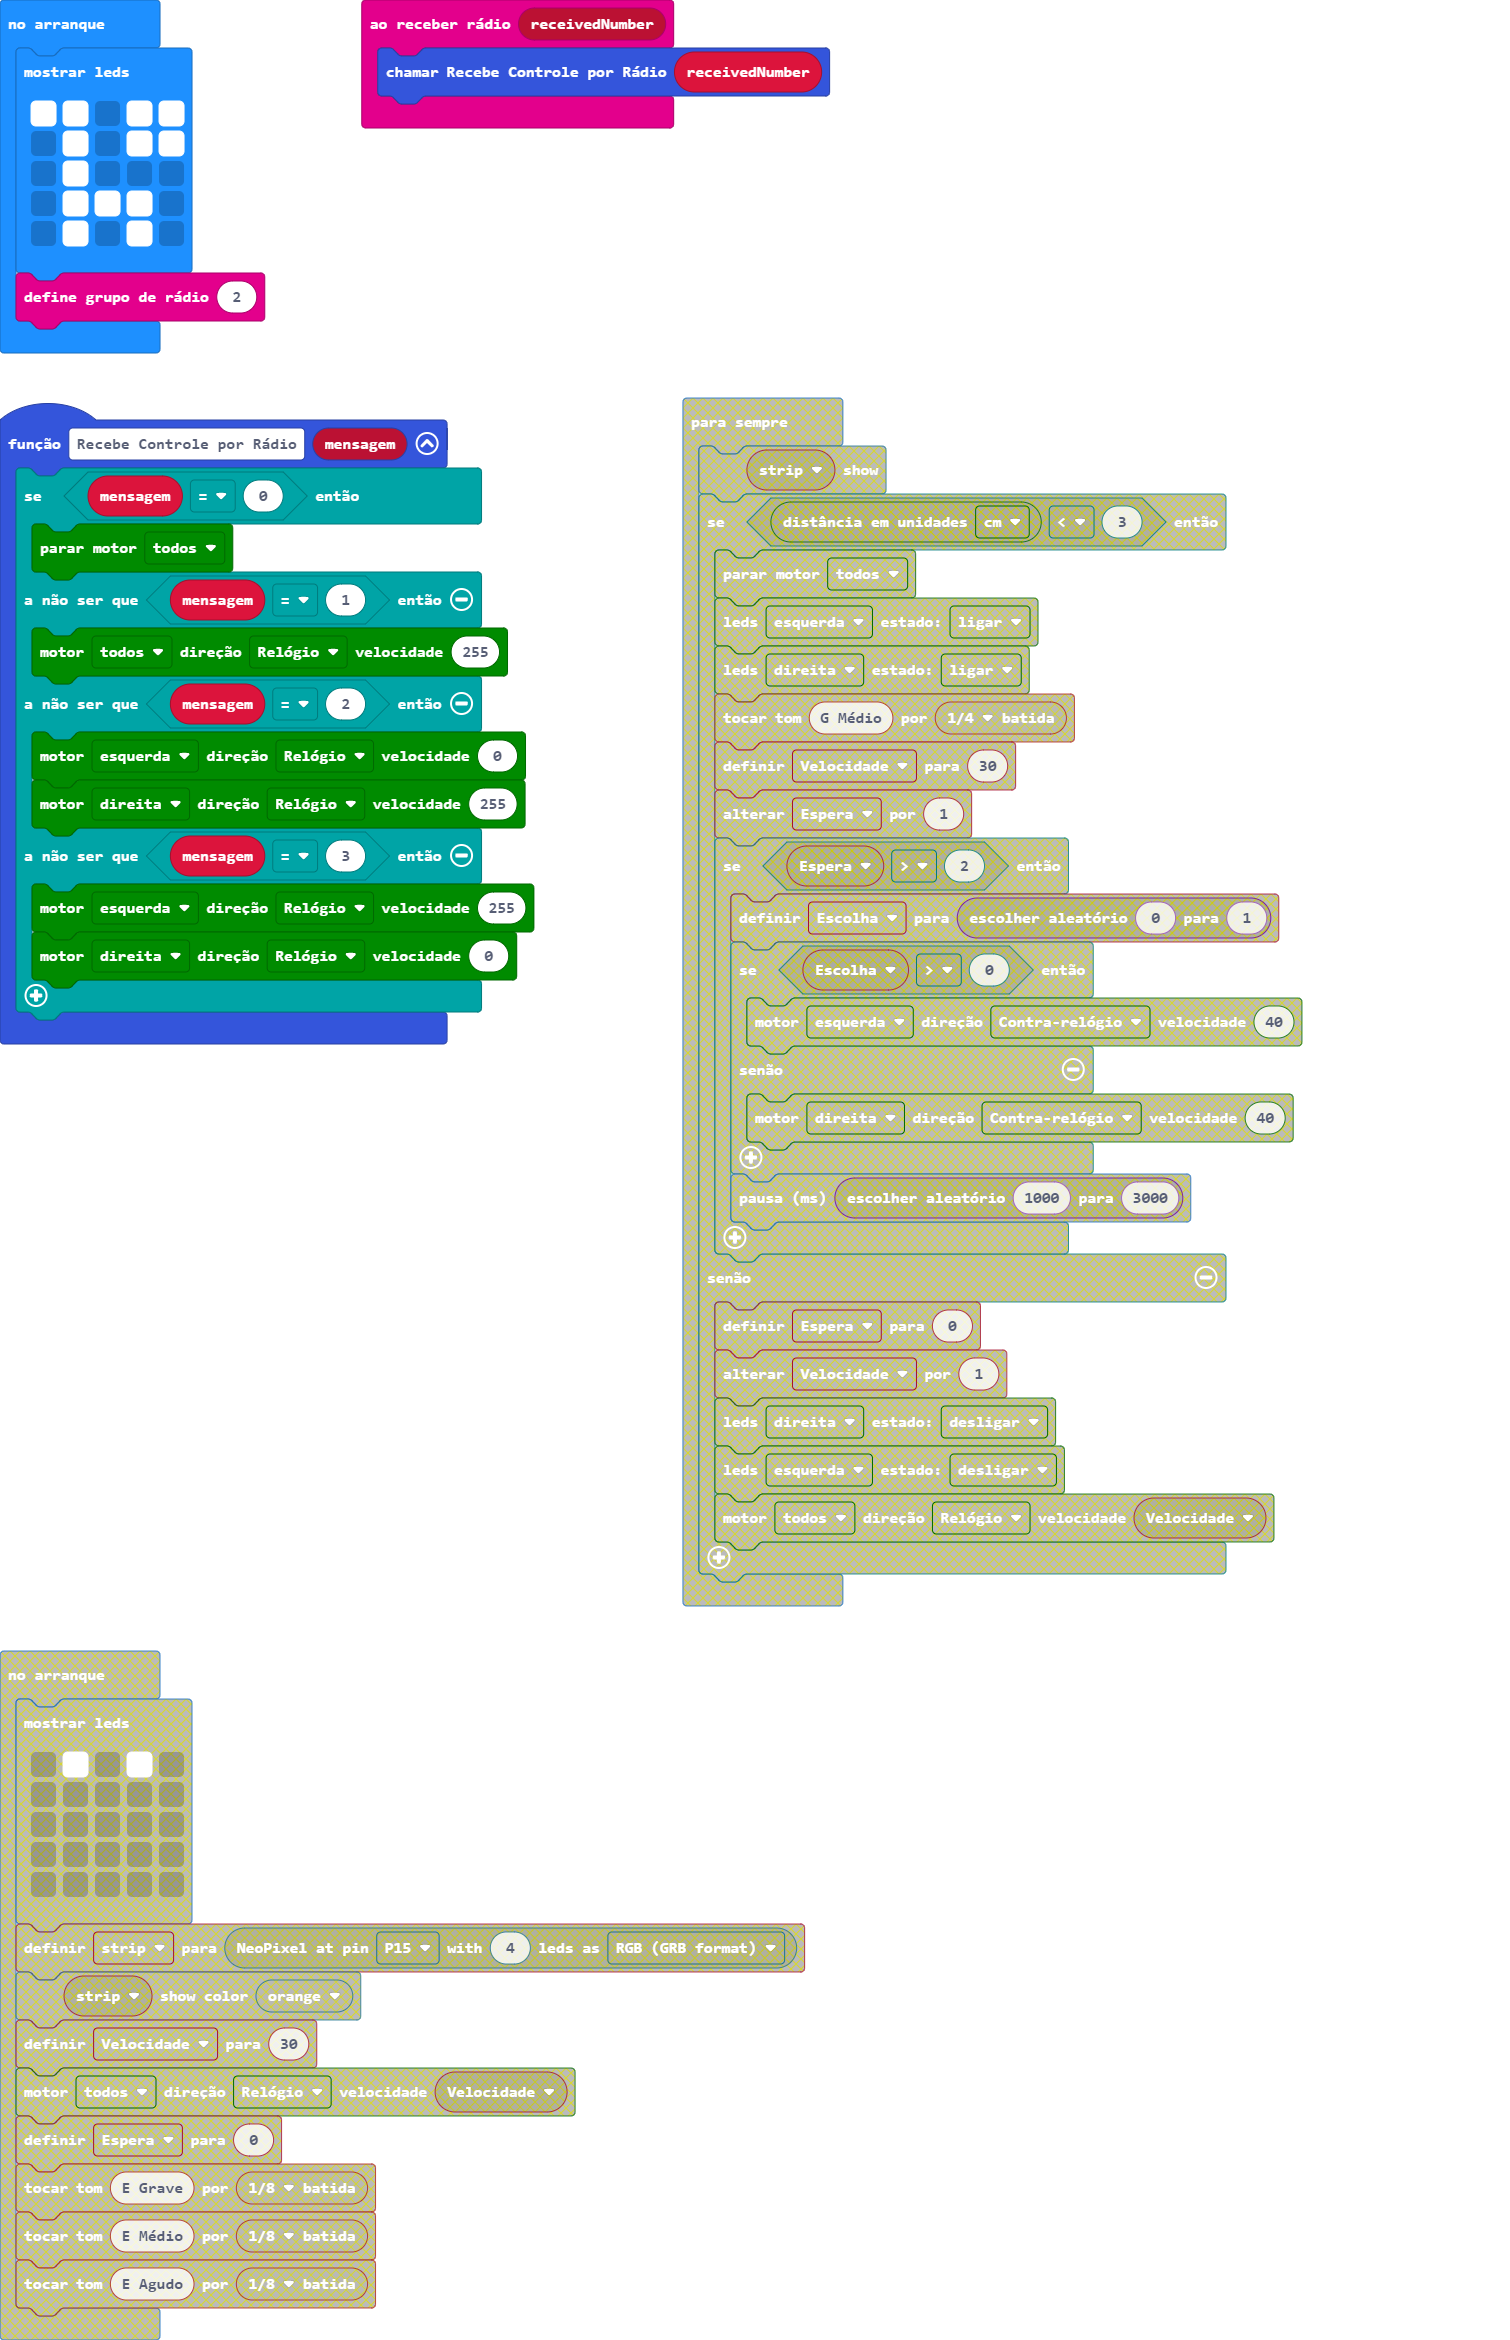 no arranque
mostrar leds
define grupo de rádio 2
ao receber rádio receivedNumber
chamar Recebe Controle por Rádio receivedNumber
função Recebe Controle por Rádio mensagem
se mensagem = 0 então
parar motor todos
a não ser que mensagem = 1 então
motor todos direção Relógio velocidade 255
a não ser que mensagem = 2 então
motor esquerda direção Relógio velocidade 0
motor direita direção Relógio velocidade 255
a não ser que mensagem = 3 então
motor esquerda direção Relógio velocidade 255
motor direita direção Relógio velocidade 0
para sempre
strip show
se distância em unidades cm < 3 então
parar motor todos
leds esquerda estado: ligar
leds direita estado: ligar
tocar tom G Médio por 1/4 batida
definir Velocidade para 30
alterar Espera por 1
se Espera > 2 então
definir Escolha para escolher aleatório 0 para 1
se Escolha > 0 então
motor esquerda direção Contra-relógio velocidade 40
senão
motor direita direção Contra-relógio velocidade 40
pausa (ms) escolher aleatório 1000 para 3000
senão
definir Espera para 0
alterar Velocidade por 1
leds direita estado: desligar
leds esquerda estado: desligar
motor todos direção Relógio velocidade Velocidade
no arranque
mostrar leds
definir strip para NeoPixel at pin P15 with 4 leds as RGB (GRB format)
strip show color orange
definir Velocidade para 30
motor todos direção Relógio velocidade Velocidade
definir Espera para 0
tocar tom E Grave por 1/8 batida
tocar tom E Médio por 1/8 batida
tocar tom E Agudo por 1/8 batida